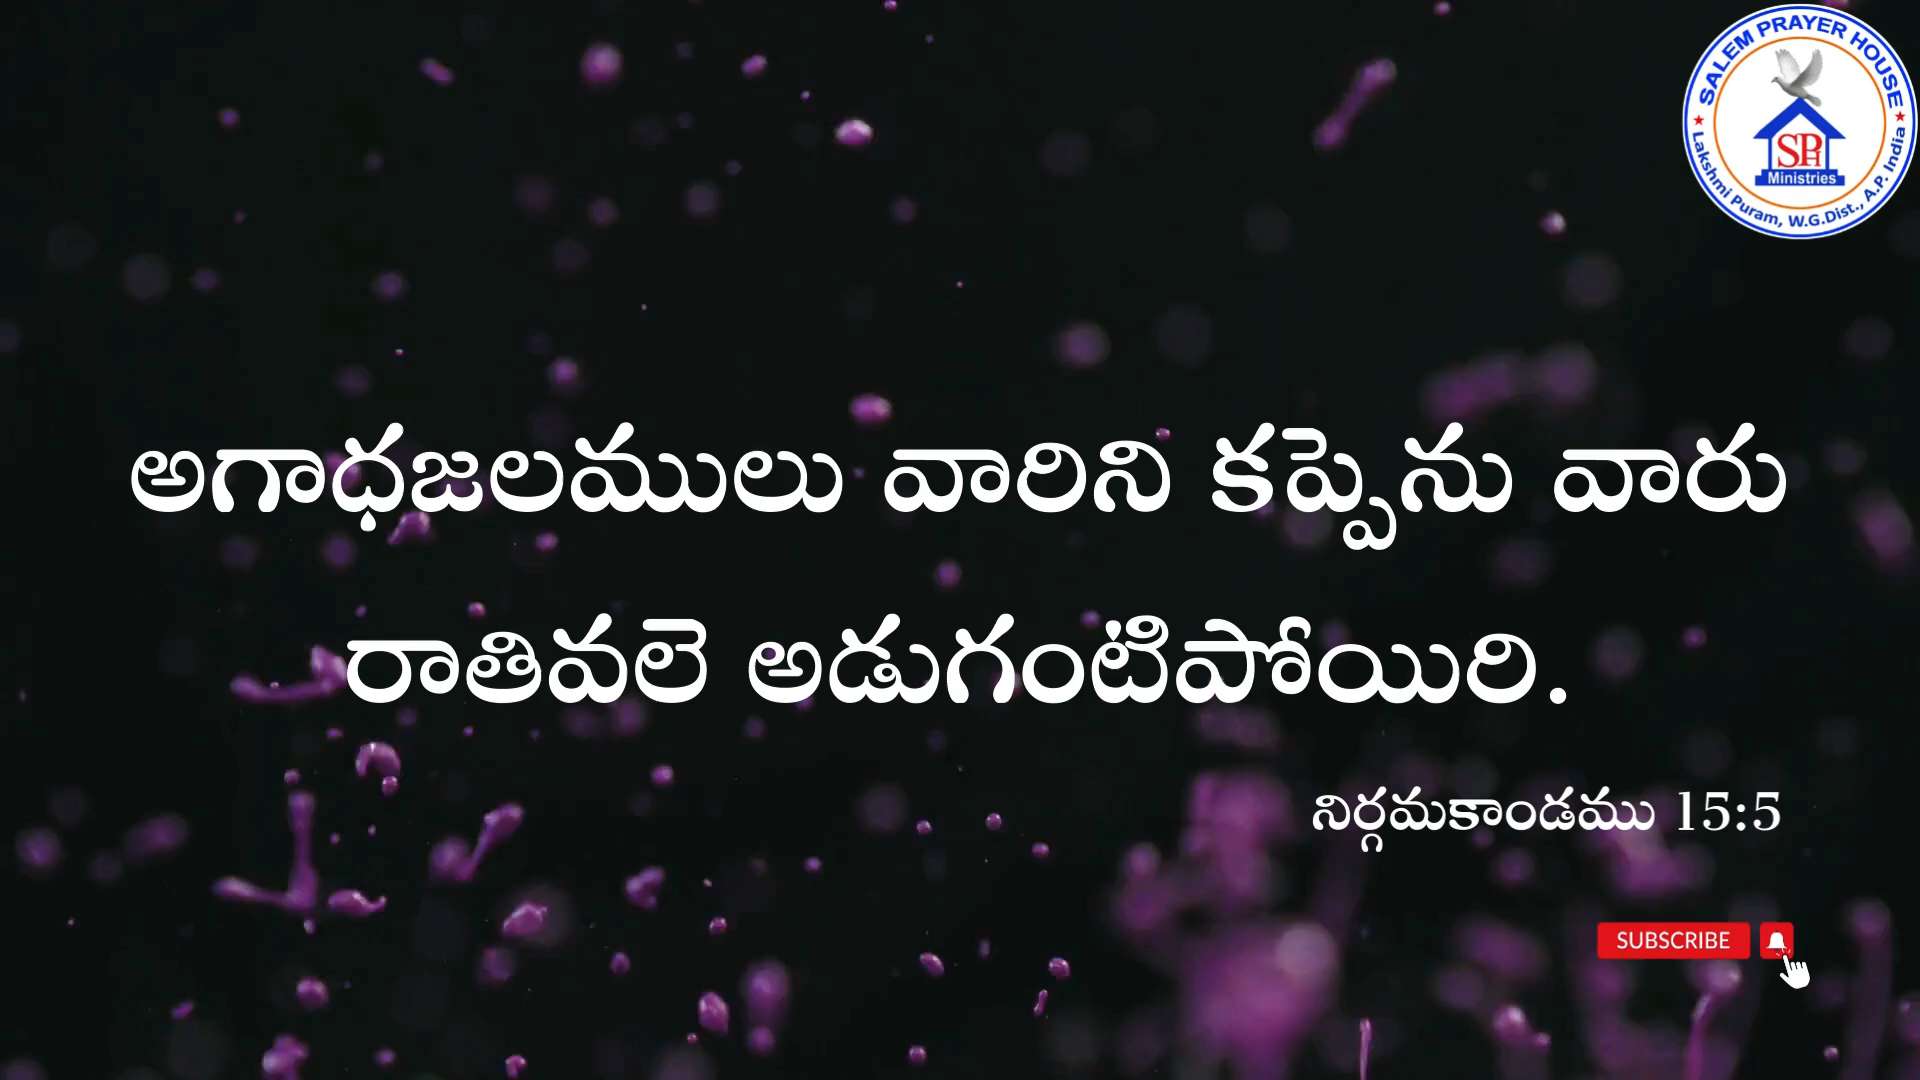 SALEM PRAYER HOUSE
SPH
Ministries
Lakshmi Puram, W.G.Dist., A.P. India
అగాధజలములు వారిని కప్పెను వారు
రాతివలె అడుగంటిపోయిరి.
నిర్గమకాండము 15:5
SUBSCRIBE